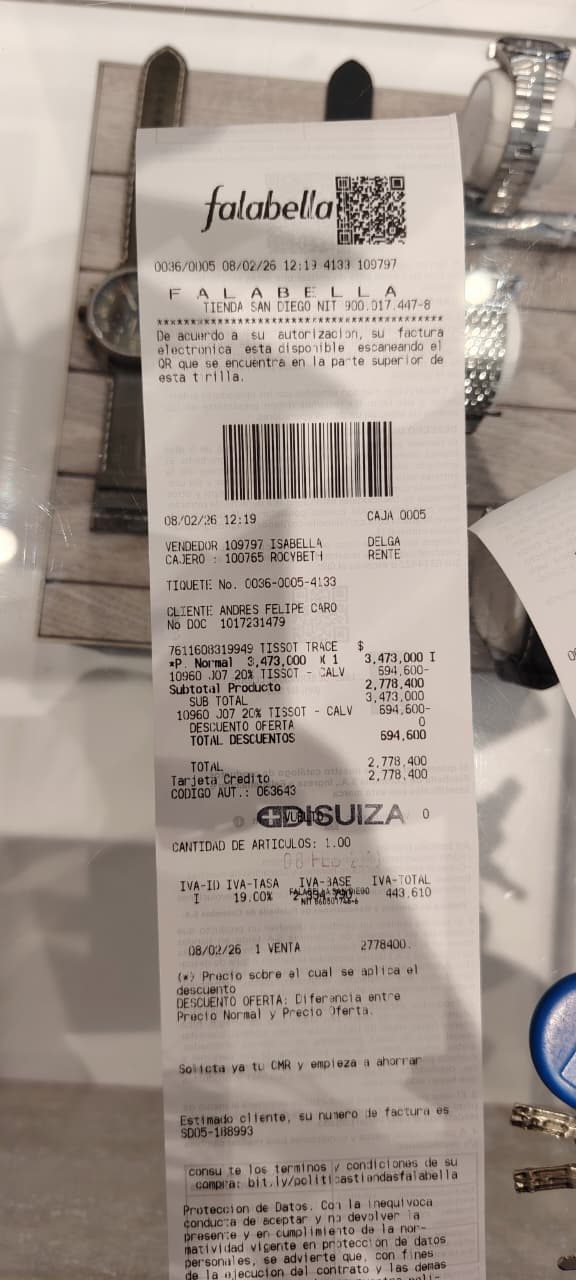 falabella
0036/0005 08/02/26 12:19 4133 109797
F A L A B E L L A
TIENDA SAN DIEGO NIT 900.017.447-8
************************************************
De acuerdo a su autorizacion, su factura
electronica esta disponible escaneando el
QR que se encuentra en la parte superior de
esta tirilla.
08/02/26 12:19 CAJA 0005
VENDEDOR 109797 ISABELLA DELGA
CAJERO : 100765 ROCYBETH RENTE
TIQUETE No. 0036-0005-4133
CLIENTE ANDRES FELIPE CARO
No DOC 1017231479
7611608319949 TISSOT TRACE $
*P. Normal 3,473,000 X 1 3,473,000 I
10960 J07 20% TISSOT - CALV 694,600-
Subtotal Producto 2,778,400
SUB TOTAL 3,473,000
10960 J07 20% TISSOT - CALV 694,600-
DESCUENTO OFERTA 0
TOTAL DESCUENTOS 694,600
TOTAL 2,778,400
Tarjeta Credito 2,778,400
CODIGO AUT.: 063643
VUELTO 0
DISUIZA
CANTIDAD DE ARTICULOS: 1.00
08 FEB
IVA-ID IVA-TASA IVA-BASE IVA-TOTAL
I 19.00% 443,610
FALABELLA SAN DIEGO
08/02/26 1 VENTA 2778400.
(*) Precio sobre el cual se aplica el
descuento
DESCUENTO OFERTA: Diferencia entre
Precio Normal y Precio Oferta.
Solicita ya tu CMR y empieza a ahorrar
Estimado cliente, su numero de factura es
SD05-188993
consulte los terminos y condiciones de su
compra: bit.ly/politicastiendasfalabella
Proteccion de Datos. Con la inequivoca
conducta de aceptar y no devolver la
presente y en cumplimiento de la nor-
matividad vigente en proteccion de datos
personales, se advierte que, con fines
de la ejecucion del contrato y las demas